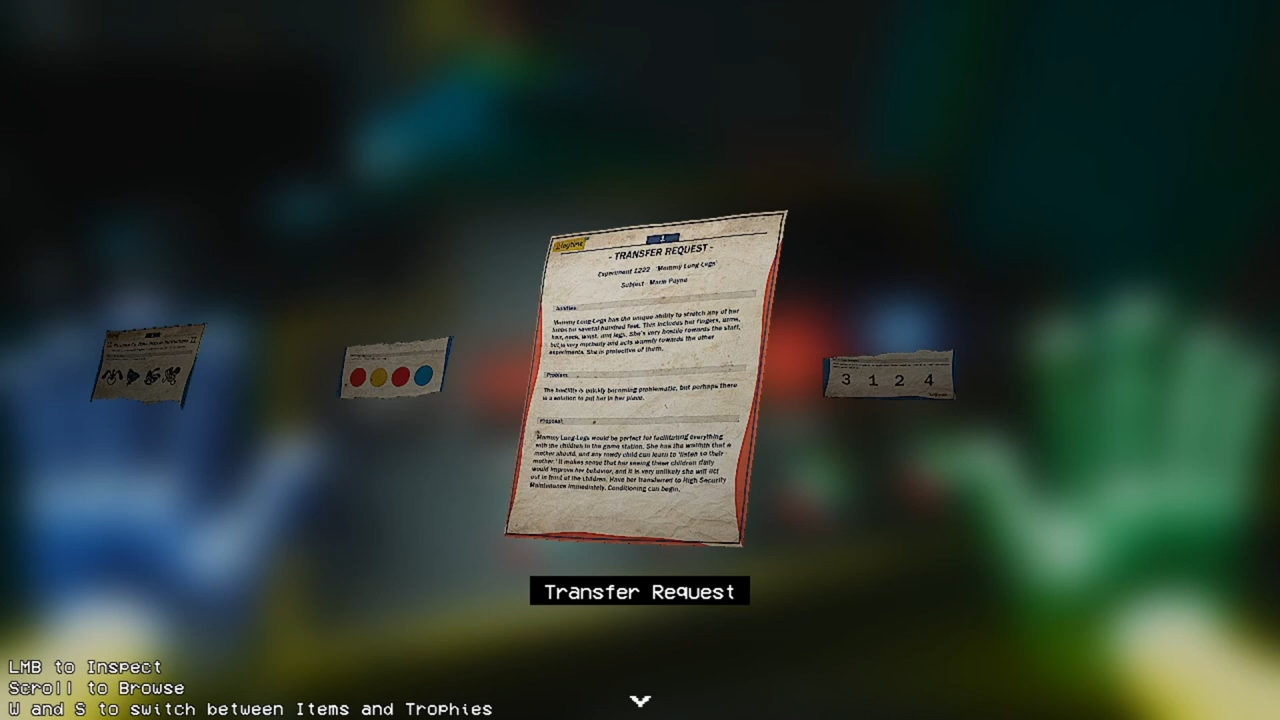 Playtime
1
- TRANSFER REQUEST -
Experiment 1222 - 'Mommy Long-Legs'
Subject - Marie Payne
Abilities:
Mommy Long-Legs has the unique ability to stretch any of her
limbs for several hundred feet. This includes her fingers, arms,
hair, neck, waist, and legs. She's very hostile towards the staff,
but is very motherly and acts warmly towards the other
experiments. She is protective of them.
Problem:
The hostility is quickly becoming problematic, but perhaps there
is a solution to put her in her place.
Proposal:
Mommy Long-Legs would be perfect for facilitating everything
with the children in the game station. She has the warmth that a
mother should, and any rowdy child can learn to 'listen to their
mother.' It makes sense that her seeing these children daily
would improve her behavior, and it is very unlikely she will act
out in front of the children. Have her transferred to High Security
Maintenance immediately. Conditioning can begin.
3 1 2 4
Transfer Request
LMB to Inspect
Scroll to Browse
W and S to switch between Items and Trophies